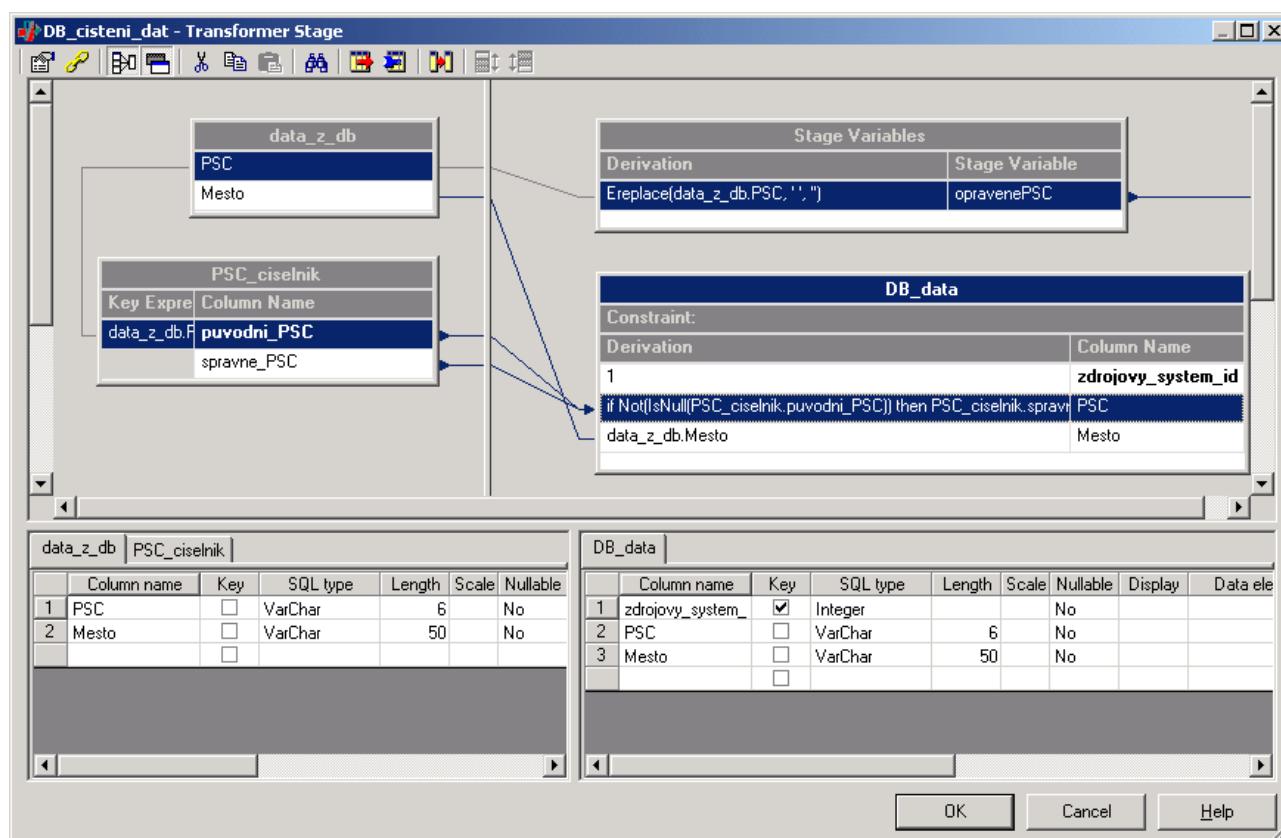 DB_cisteni_dat - Transformer Stage
data_z_db
PSC
Mesto
PSC_ciselnik
Key Expre Column Name
data_z_db.P puvodni_PSC
spravne_PSC
Stage Variables
Derivation Stage Variable
Ereplace(data_z_db.PSC, ' ', '') opravenePSC
DB_data
Constraint:
Derivation Column Name
1 zdrojovy_system_id
if Not(IsNull(PSC_ciselnik.puvodni_PSC)) then PSC_ciselnik.spravn PSC
data_z_db.Mesto Mesto
data_z_db PSC_ciselnik
Column name Key SQL type Length Scale Nullable
1 PSC VarChar 6 No
2 Mesto VarChar 50 No
DB_data
Column name Key SQL type Length Scale Nullable Display Data ele
1 zdrojovy_system_ Integer No
2 PSC VarChar 6 No
3 Mesto VarChar 50 No
OK Cancel Help